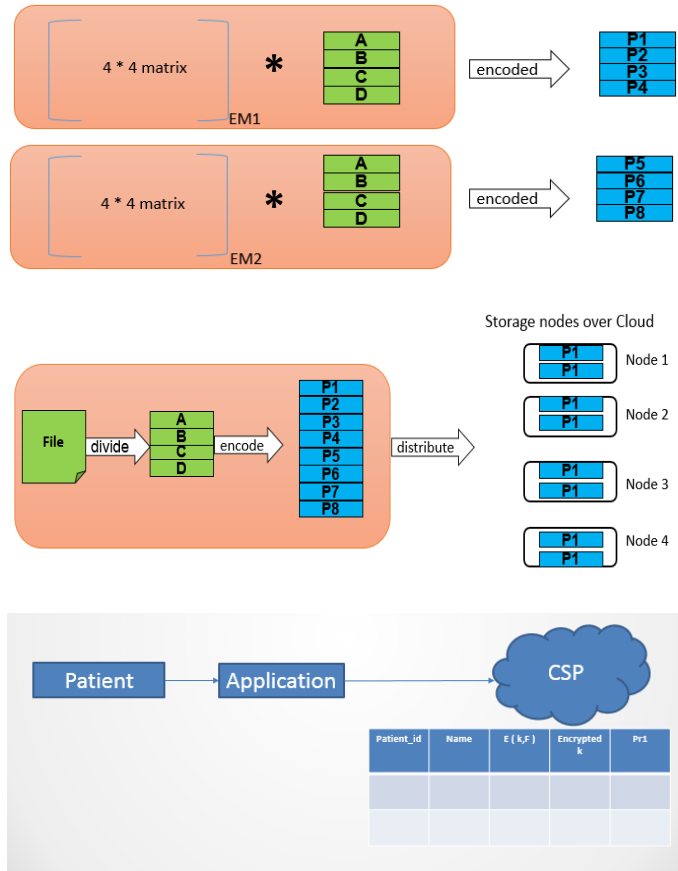 4 * 4 matrix
*
A
B
C
D
EM1
encoded
P1
P2
P3
P4
4 * 4 matrix
*
A
B
C
D
EM2
encoded
P5
P6
P7
P8
Storage nodes over Cloud
File
divide
A
B
C
D
encode
P1
P2
P3
P4
P5
P6
P7
P8
distribute
P1
P1
Node 1
P1
P1
Node 2
P1
P1
Node 3
P1
P1
Node 4
Patient
Application
CSP
Patient_id
Name
E ( k,F )
Encrypted
k
Pr1